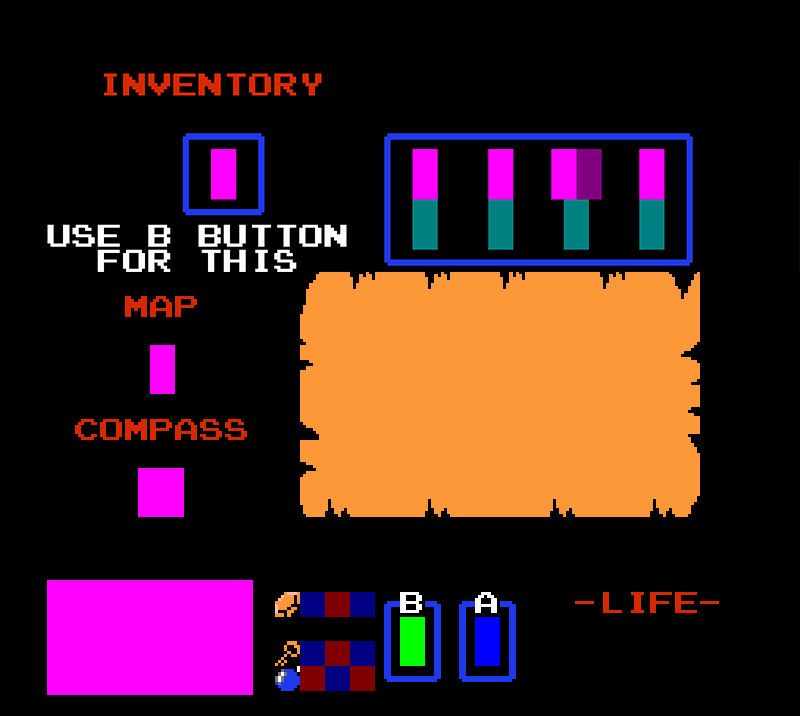 INVENTORY
USE B BUTTON
FOR THIS
MAP
COMPASS
B
A
-LIFE-